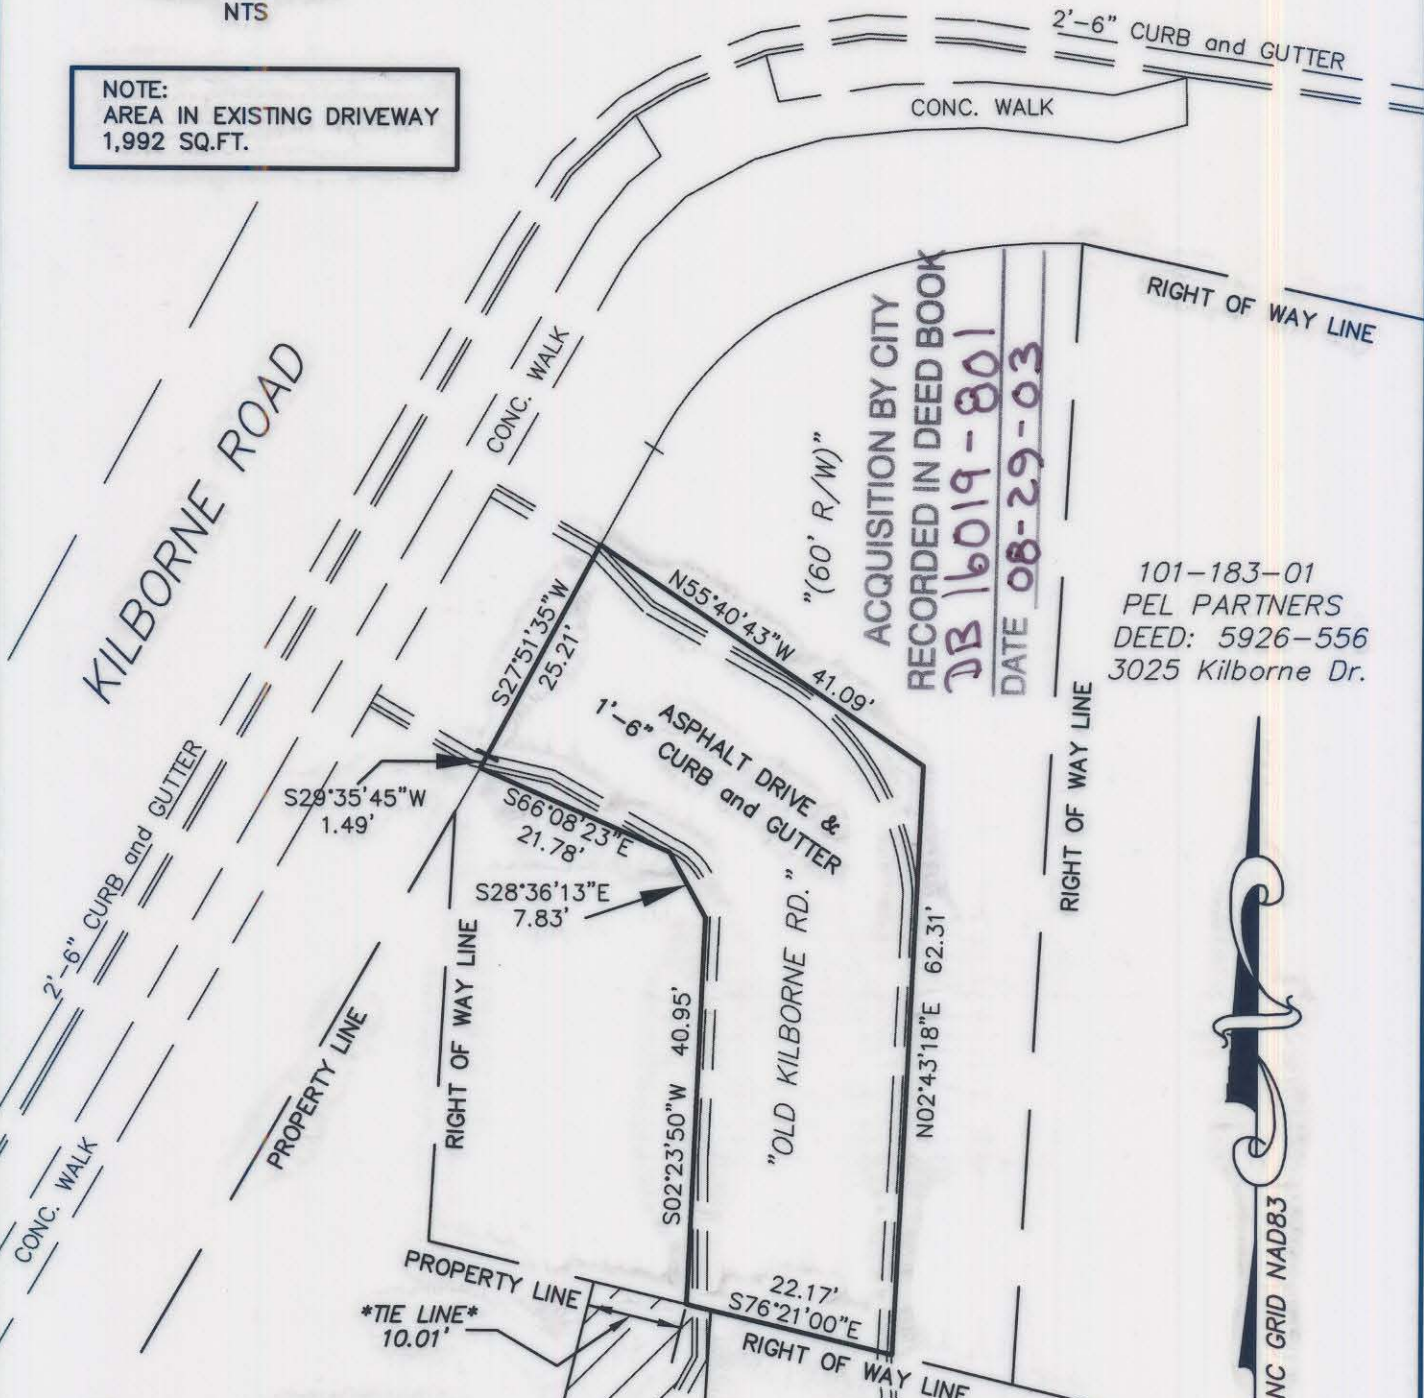 NTS
NOTE:
AREA IN EXISTING DRIVEWAY
1,992 SQ.FT.
2'-6" CURB and GUTTER
CONC. WALK
RIGHT OF WAY LINE
KILBORNE ROAD
CONC. WALK
"(60' R/W)"
ACQUISITION BY CITY
RECORDED IN DEED BOOK
DB 16019-801
DATE 08-29-03
101-183-01
PEL PARTNERS
DEED: 5926-556
3025 Kilborne Dr.
S27°51'35"W
25.21'
N55°40'43"W 41.09'
ASPHALT DRIVE &
1'-6" CURB and GUTTER
RIGHT OF WAY LINE
S29°35'45"W
1.49'
S66°08'23"E
21.78'
S28°36'13"E
7.83'
2'-6" CURB and GUTTER
"OLD KILBORNE RD."
N02°43'18"E 62.31'
S02°23'50"W 40.95'
RIGHT OF WAY LINE
PROPERTY LINE
CONC. WALK
PROPERTY LINE
*TIE LINE*
10.01'
22.17'
S76°21'00"E
RIGHT OF WAY LINE
NC GRID NAD83